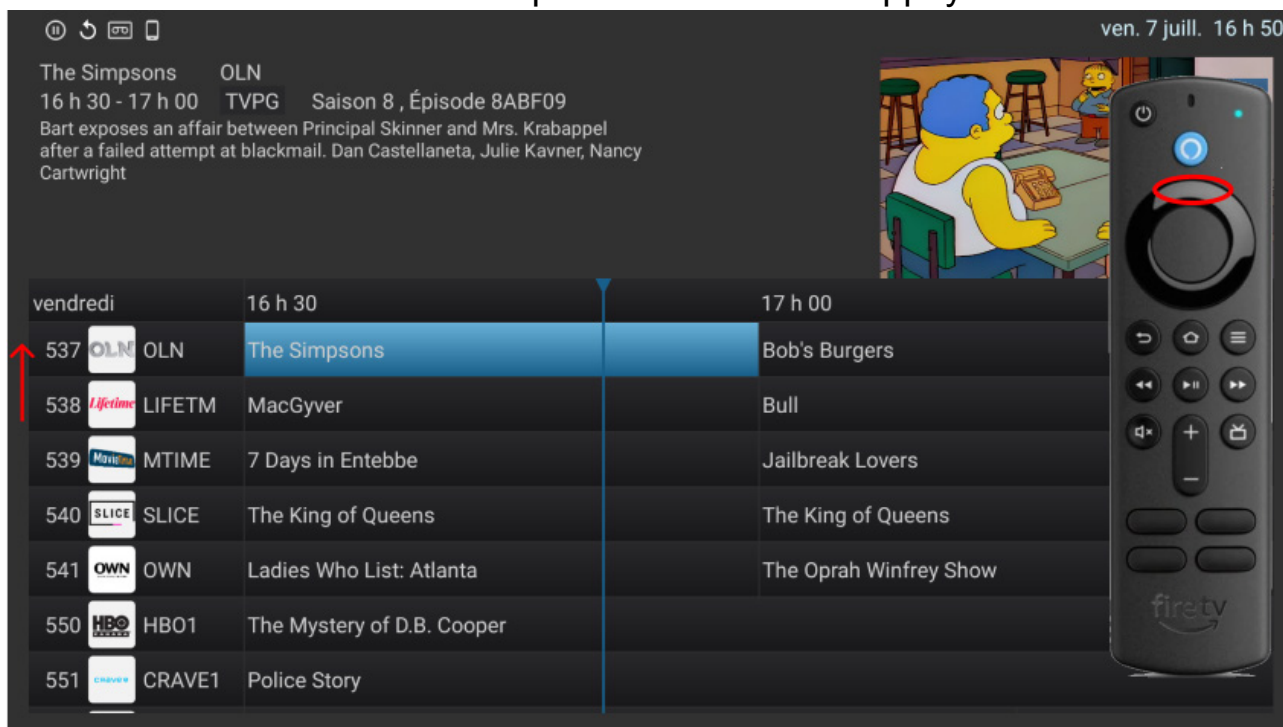 ven. 7 juill. 16 h 50
The Simpsons OLN
16 h 30 - 17 h 00 TVPG Saison 8 , Épisode 8ABF09
Bart exposes an affair between Principal Skinner and Mrs. Krabappel
after a failed attempt at blackmail. Dan Castellaneta, Julie Kavner, Nancy
Cartwright
vendredi 16 h 30 17 h 00
537 OLN OLN The Simpsons Bob's Burgers
538 Lifetime LIFETM MacGyver Bull
539 MTIME 7 Days in Entebbe Jailbreak Lovers
540 SLICE SLICE The King of Queens The King of Queens
541 OWN OWN Ladies Who List: Atlanta The Oprah Winfrey Show
550 HBO HBO1 The Mystery of D.B. Cooper
551 CRAVE1 Police Story
firetv